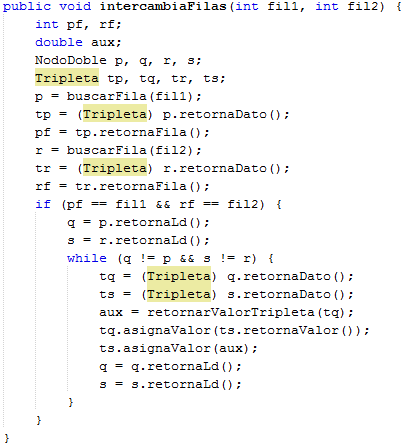 public void intercambiaFilas(int fil1, int fil2) {
int pf, rf;
double aux;
NodoDoble p, q, r, s;
Tripleta tp, tq, tr, ts;
p = buscarFila(fil1);
tp = (Tripleta) p.retornaDato();
pf = tp.retornaFila();
r = buscarFila(fil2);
tr = (Tripleta) r.retornaDato();
rf = tr.retornaFila();
if (pf == fil1 && rf == fil2) {
q = p.retornaLd();
s = r.retornaLd();
while (q != p && s != r) {
tq = (Tripleta) q.retornaDato();
ts = (Tripleta) s.retornaDato();
aux = retornarValorTripleta(tq);
tq.asignaValor(ts.retornaValor());
ts.asignaValor(aux);
q = q.retornaLd();
s = s.retornaLd();
}
}
}